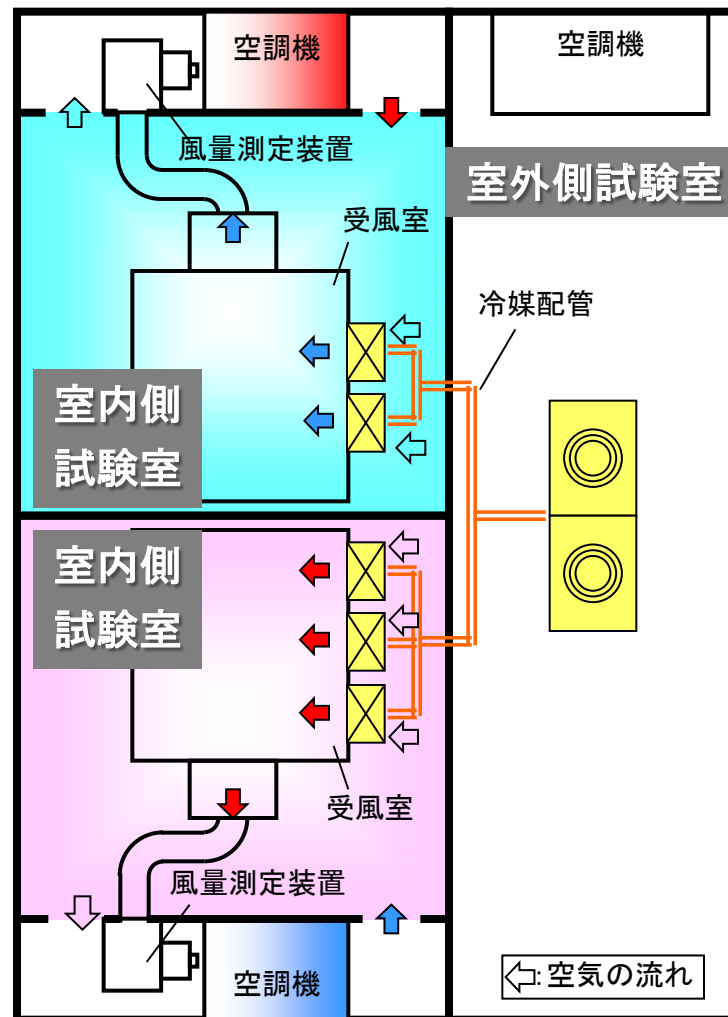 空調機
空調機
風量測定装置
室外側試験室
受風室
冷媒配管
室内側
試験室
室内側
試験室
受風室
風量測定装置
空調機
:空気の流れ